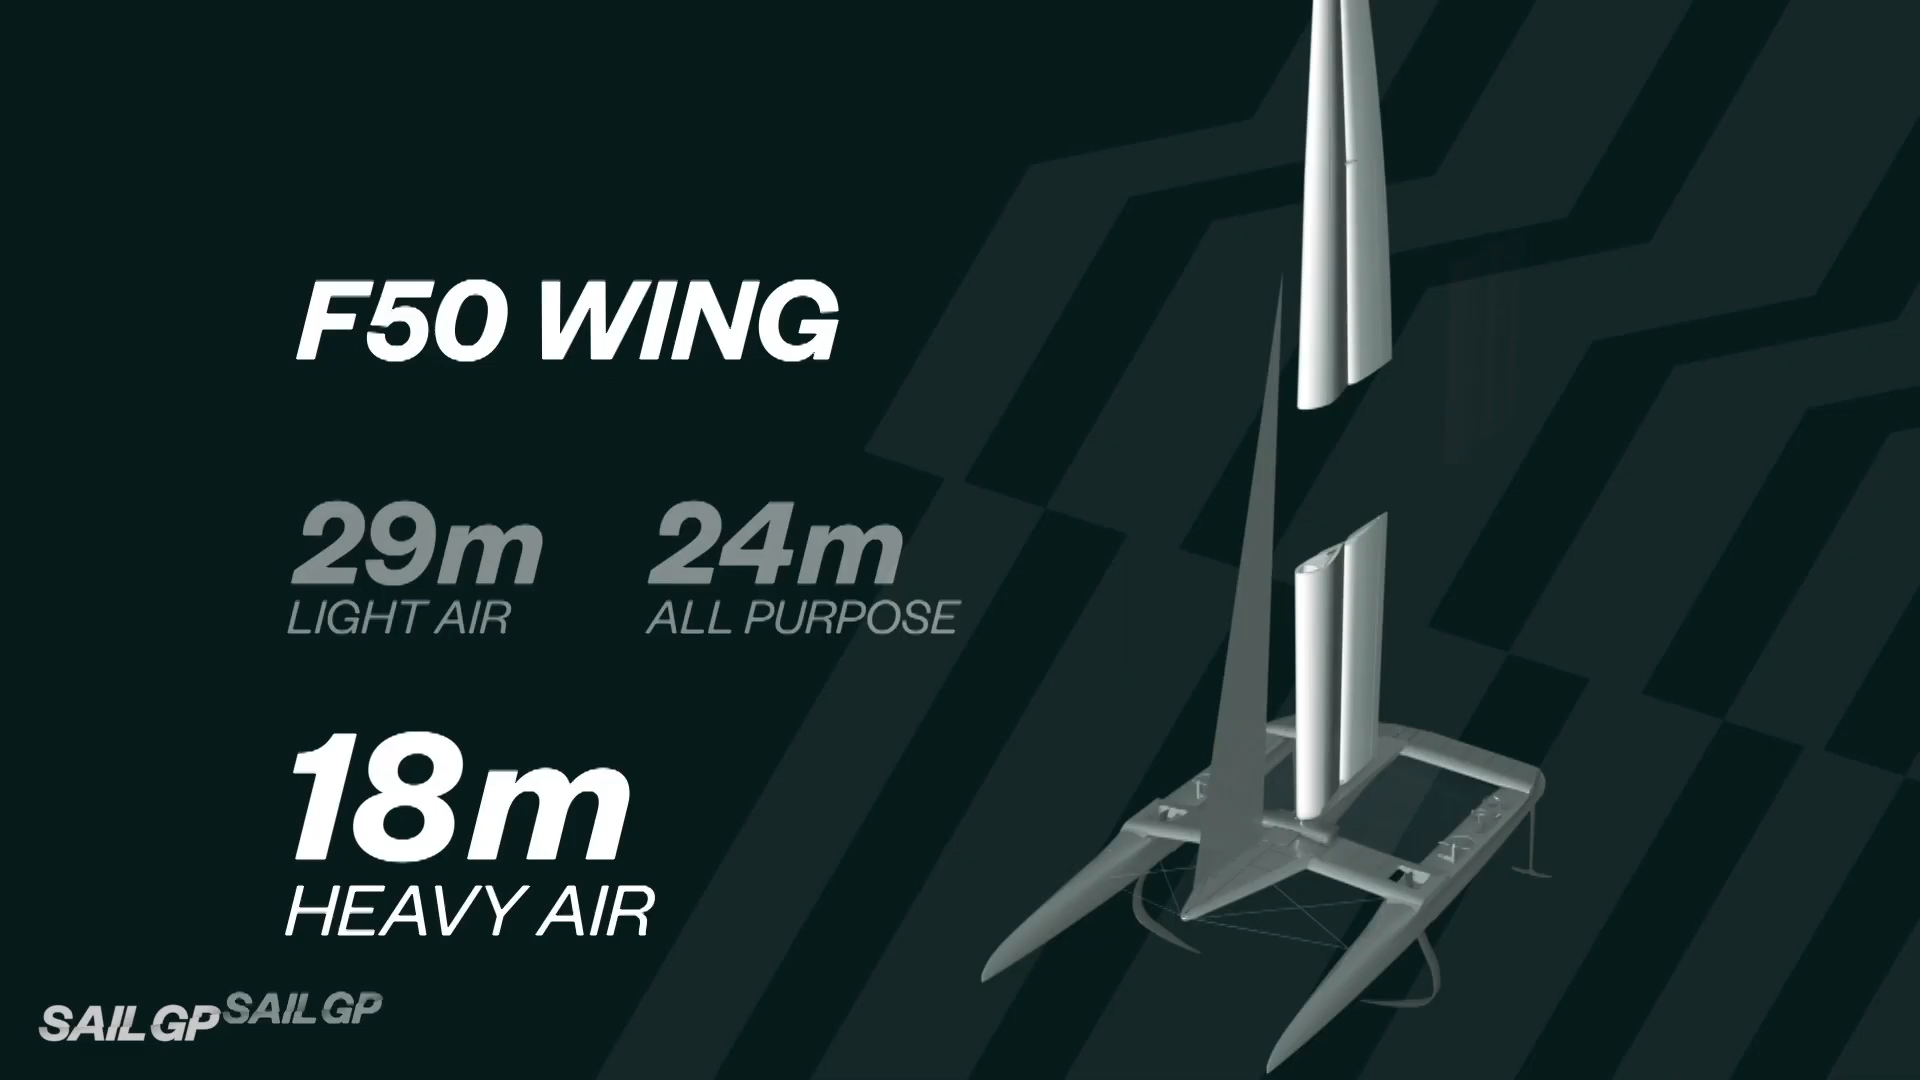 F50 WING
29m 24m
LIGHT AIR ALL PURPOSE
18m
HEAVY AIR
SAIL GP SAIL GP